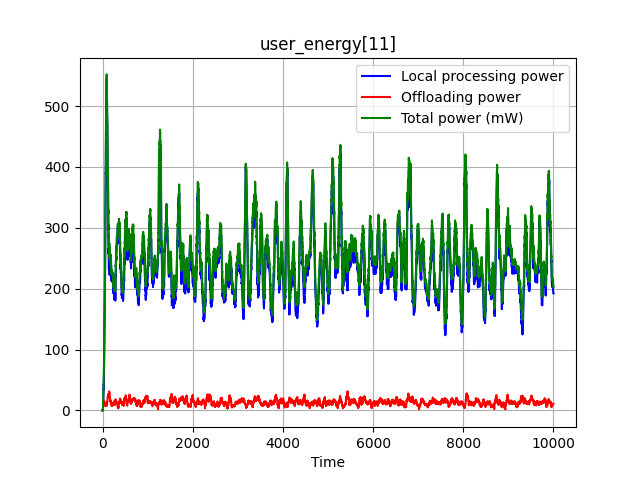 user_energy[11]
Local processing power
Offloading power
Total power (mW)
500
400
300
200
100
0
0 2000 4000 6000 8000 10000
Time